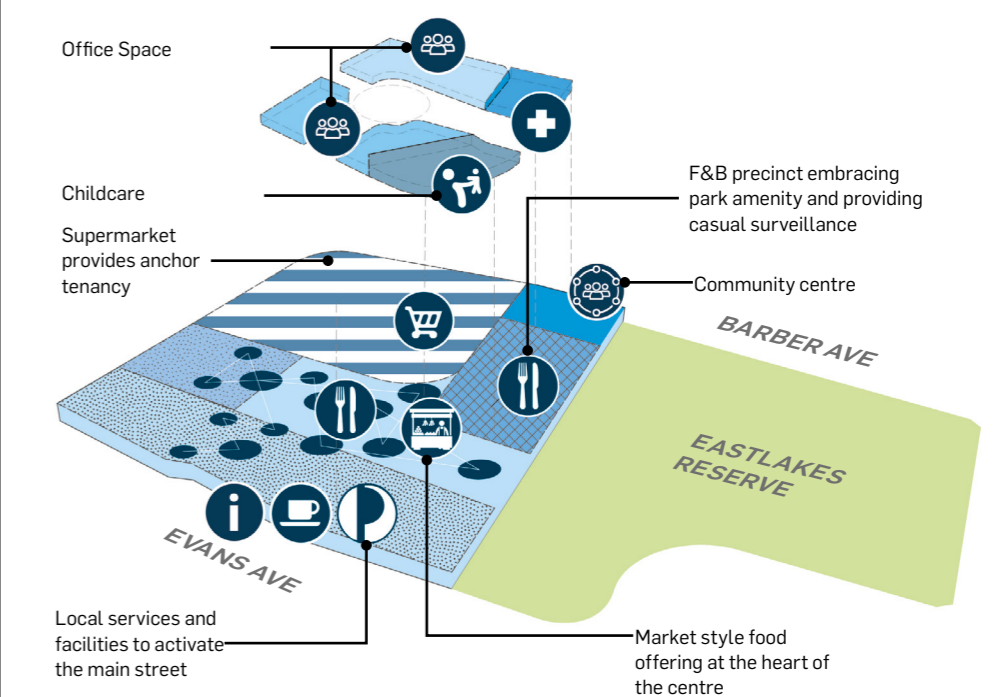 Office Space
Childcare
Supermarket
provides anchor
tenancy
F&B precinct embracing
park amenity and providing
casual surveillance
Community centre
BARBER AVE
EASTLAKES
RESERVE
EVANS AVE
Local services and
facilities to activate
the main street
Market style food
offering at the heart of
the centre